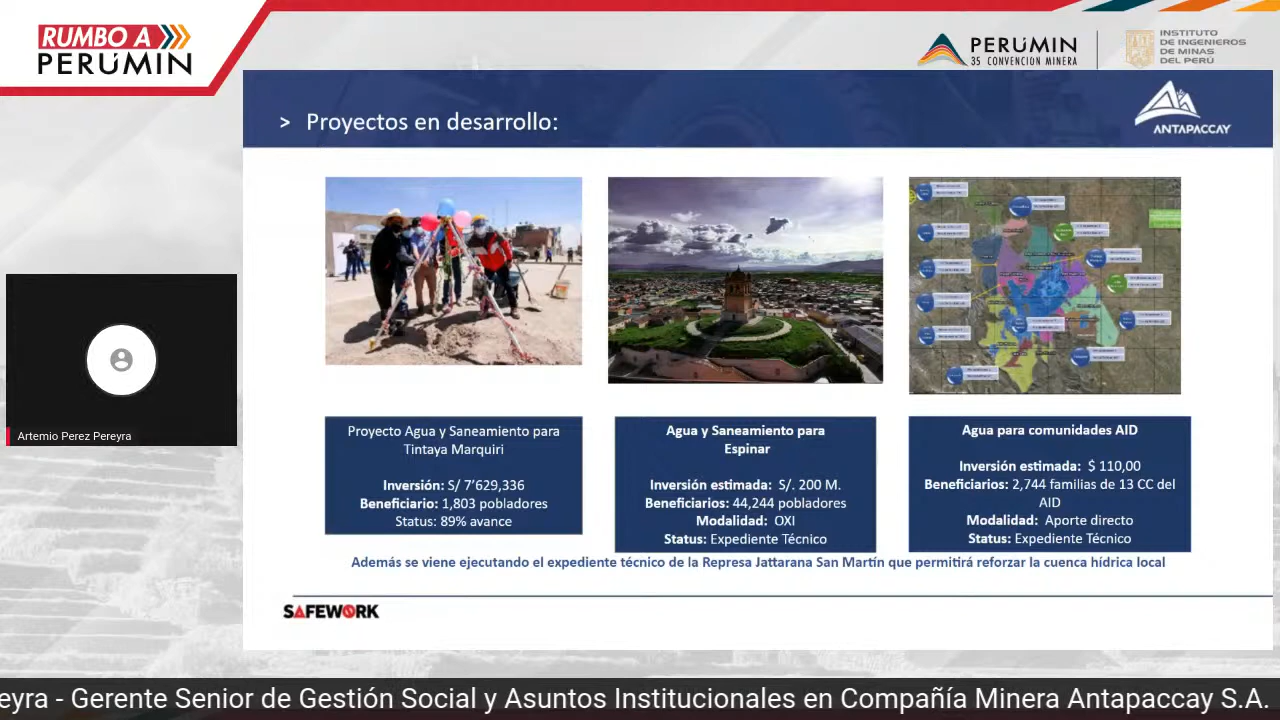 RUMBO A
PERÚMIN
PERÚMIN
35 CONVENCIÓN MINERA
INSTITUTO
DE INGENIEROS
DE MINAS
DEL PERÚ
> Proyectos en desarrollo:
ANTAPACCAY
Artemio Perez Pereyra
Proyecto Agua y Saneamiento para
Tintaya Marquiri
Inversión: S/ 7’629,336
Beneficiario: 1,803 pobladores
Status: 89% avance
Agua y Saneamiento para
Espinar
Inversión estimada: S/. 200 M.
Beneficiarios: 44,244 pobladores
Modalidad: OXI
Status: Expediente Técnico
Agua para comunidades AID
Inversión estimada: $ 110,00
Beneficiarios: 2,744 familias de 13 CC del
AID
Modalidad: Aporte directo
Status: Expediente Técnico
Además se viene ejecutando el expediente técnico de la Represa Jattarana San Martín que permitirá reforzar la cuenca hídrica local
SAFEWORK
eyra - Gerente Senior de Gestión Social y Asuntos Institucionales en Compañía Minera Antapaccay S.A.